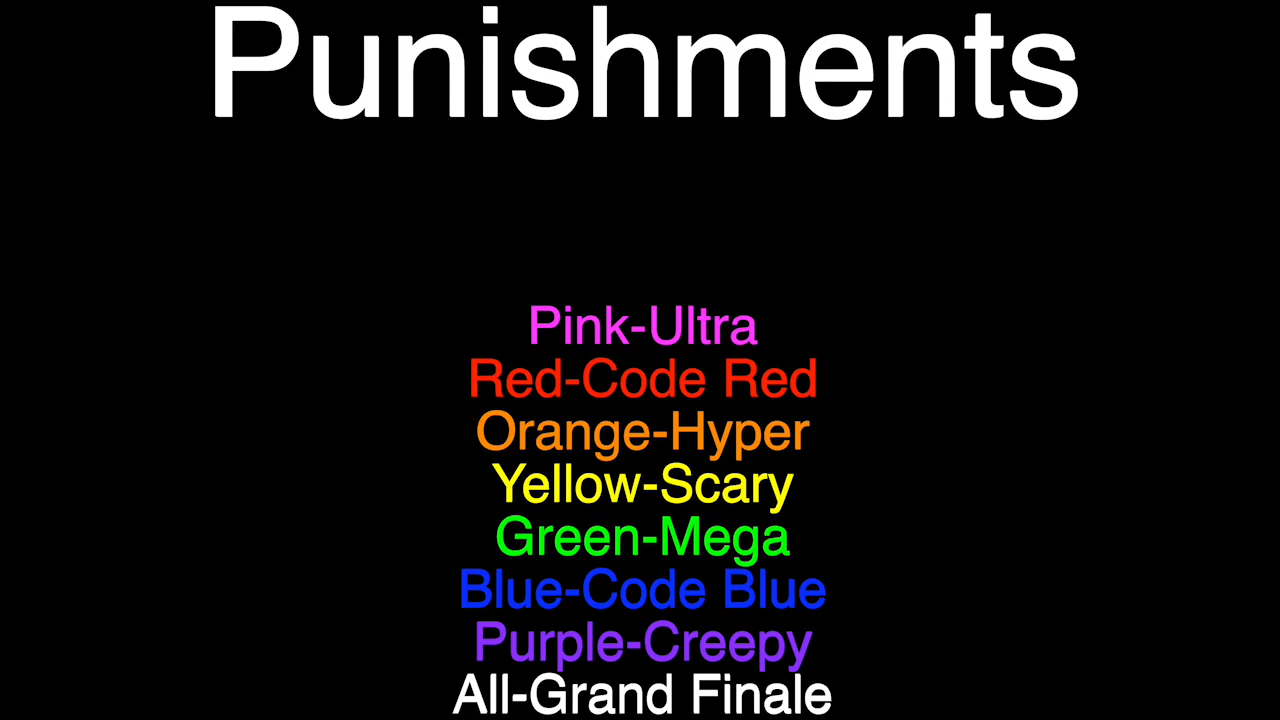 Punishments
Pink-Ultra
Red-Code Red
Orange-Hyper
Yellow-Scary
Green-Mega
Blue-Code Blue
Purple-Creepy
All-Grand Finale